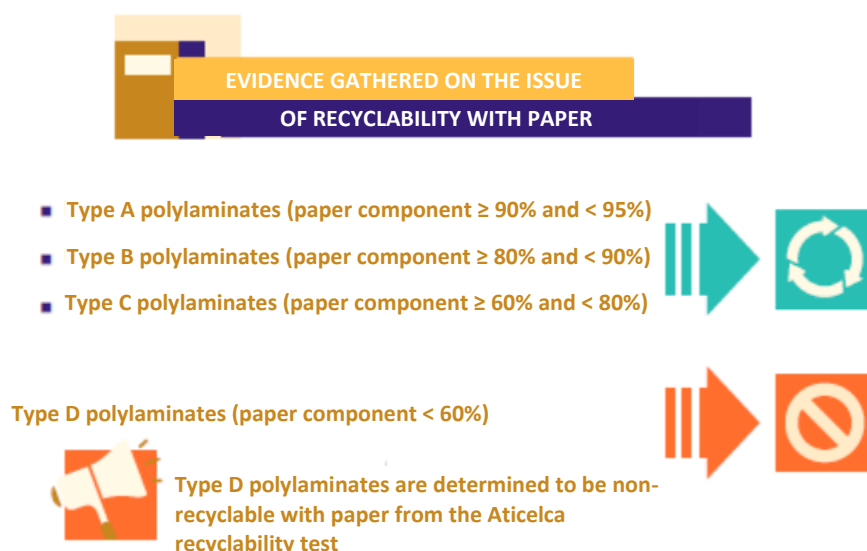 EVIDENCE GATHERED ON THE ISSUE
OF RECYCLABILITY WITH PAPER
Type A polylaminates (paper component ≥ 90% and < 95%)
Type B polylaminates (paper component ≥ 80% and < 90%)
Type C polylaminates (paper component ≥ 60% and < 80%)
Type D polylaminates (paper component < 60%)
Type D polylaminates are determined to be non-
recyclable with paper from the Aticelca
recyclability test